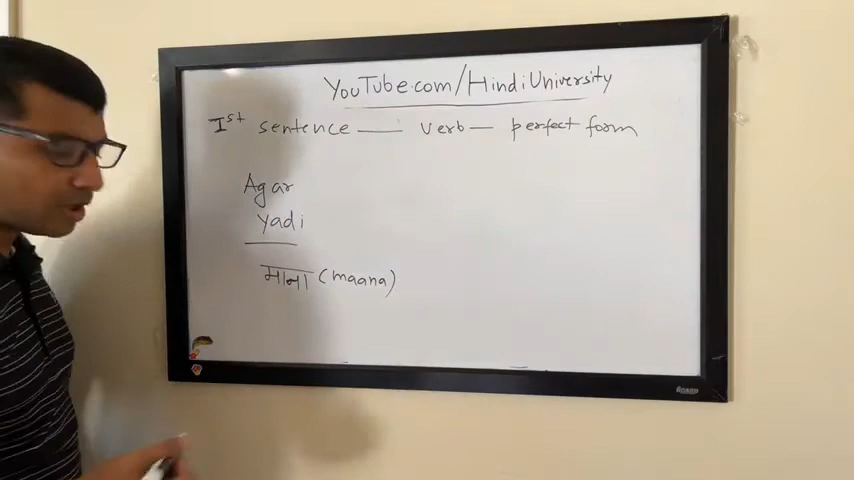 YouTube.com/HindiUniversity
Ist sentence —— verb — perfect form
Agar
Yadi
माना (maana)